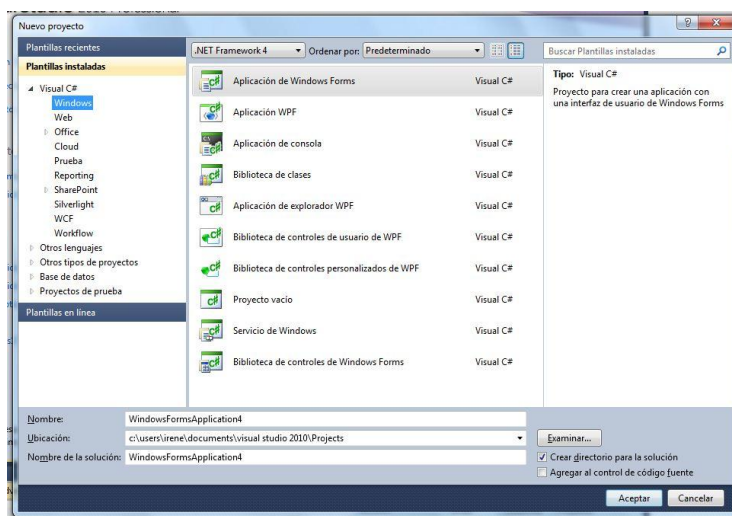 Nuevo proyecto
Plantillas recientes
.NET Framework 4 Ordenar por: Predeterminado
Buscar Plantillas instaladas
Plantillas instaladas
Visual C#
Windows
Web
Office
Cloud
Prueba
Reporting
SharePoint
Silverlight
WCF
Workflow
Otros lenguajes
Otros tipos de proyectos
Base de datos
Proyectos de prueba
Plantillas en línea
Aplicación de Windows Forms Visual C#
Aplicación WPF Visual C#
Aplicación de consola Visual C#
Biblioteca de clases Visual C#
Aplicación de explorador WPF Visual C#
Biblioteca de controles de usuario de WPF Visual C#
Biblioteca de controles personalizados de WPF Visual C#
Proyecto vacío Visual C#
Servicio de Windows Visual C#
Biblioteca de controles de Windows Forms Visual C#
Tipo: Visual C#
Proyecto para crear una aplicación con
una interfaz de usuario de Windows Forms
Nombre: WindowsFormsApplication4
Ubicación: c:\users\irene\documents\visual studio 2010\Projects Examinar...
Nombre de la solución: WindowsFormsApplication4
Crear directorio para la solución
Agregar al control de código fuente
Aceptar Cancelar